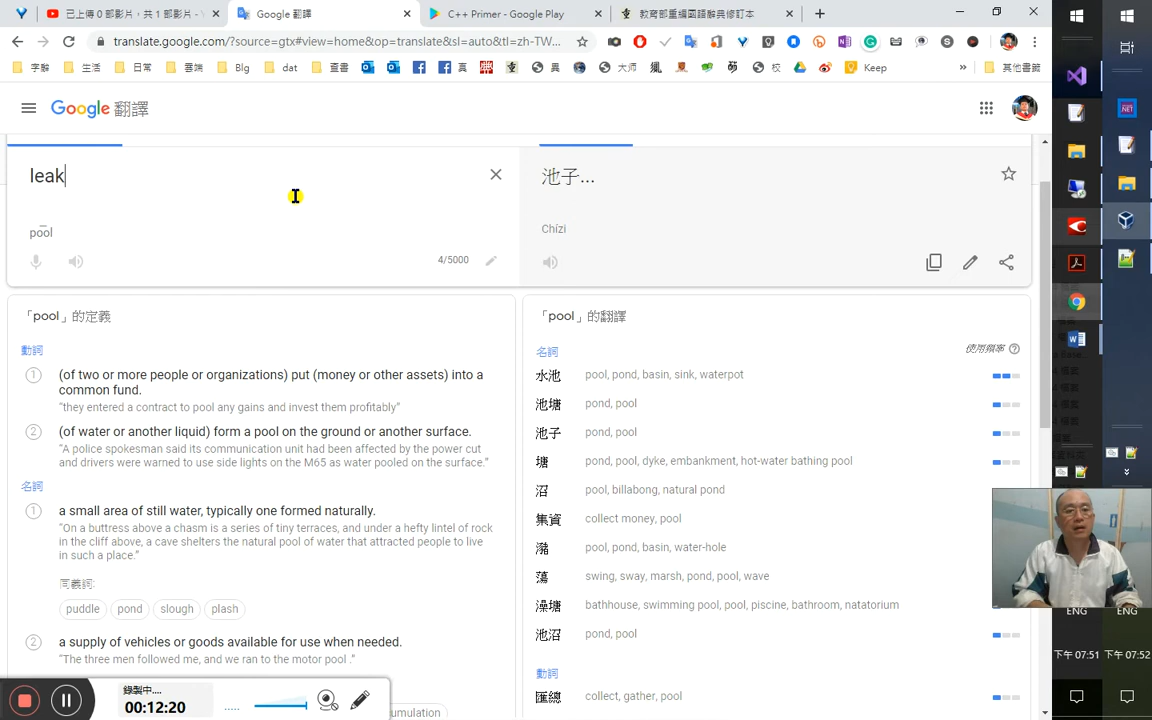 已上傳 0 部影片，共 1 部影片 - Y
Google 翻譯
C++ Primer - Google Play
教育部重編國語辭典修訂本
translate.google.com/?source=gtx#view=home&op=translate&sl=auto&tl=zh-TW...
字辭
生活
日常
雲端
Blg
dat
查書
真
異
大师
校
Keep
其他書籤
Google 翻譯
leak
池子...
pōōl
Chízi
4/5000
「pool」的定義
動詞
1 (of two or more people or organizations) put (money or other assets) into a
common fund.
"they entered a contract to pool any gains and invest them profitably"
2 (of water or another liquid) form a pool on the ground or another surface.
"A police spokesman said its communication unit had been affected by the power cut
and drivers were warned to use side lights on the M65 as water pooled on the surface."
名詞
1 a small area of still water, typically one formed naturally.
"On a buttress above a chasm is a series of tiny terraces, and under a hefty lintel of rock
in the cliff above, a cave shelters the natural pool of water that attracted people to live
in such a place."
同義詞:
puddle pond slough plash
2 a supply of vehicles or goods available for use when needed.
"The three men followed me, and we ran to the motor pool ."
umulation
「pool」的翻譯
名詞
使用頻率
水池 pool, pond, basin, sink, waterpot
池塘 pond, pool
池子 pond, pool
塘 pond, pool, dyke, embankment, hot-water bathing pool
沼 pool, billabong, natural pond
集資 collect money, pool
瀦 pool, pond, basin, water-hole
蕩 swing, sway, marsh, pond, pool, wave
澡塘 bathhouse, swimming pool, pool, piscine, bathroom, natatorium
池沼 pond, pool
動詞
匯總 collect, gather, pool
錄製中....
00:12:20
ENG
ENG
下午 07:51
下午 07:52